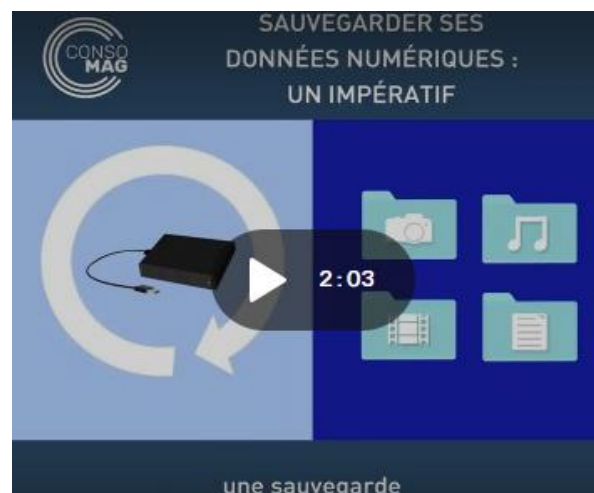 CONSO
MAG
SAUVEGARDER SES
DONNÉES NUMÉRIQUES :
UN IMPÉRATIF
2:03
une sauvegarde